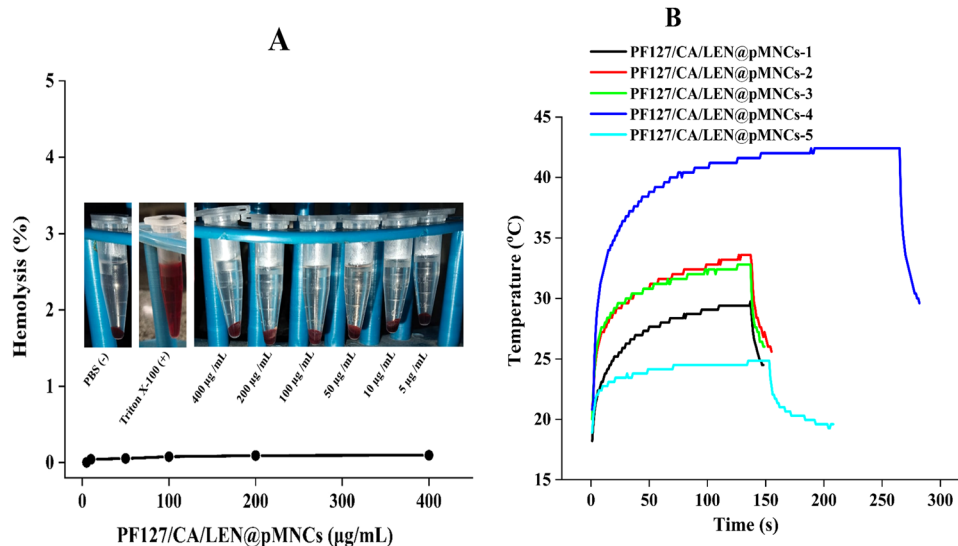 A
Hemolysis (%)
5
4
3
2
1
0
PBS (-)
Triton X-100 (+)
400 µg /mL
200 µg /mL
100 µg /mL
50 µg /mL
10 µg /mL
5 µg /mL
0
100
200
300
400
PF127/CA/LEN@pMNCs (µg/mL)
B
PF127/CA/LEN@pMNCs-1
PF127/CA/LEN@pMNCs-2
PF127/CA/LEN@pMNCs-3
PF127/CA/LEN@pMNCs-4
PF127/CA/LEN@pMNCs-5
Temperature (°C)
45
40
35
30
25
20
15
0
50
100
150
200
250
300
Time (s)